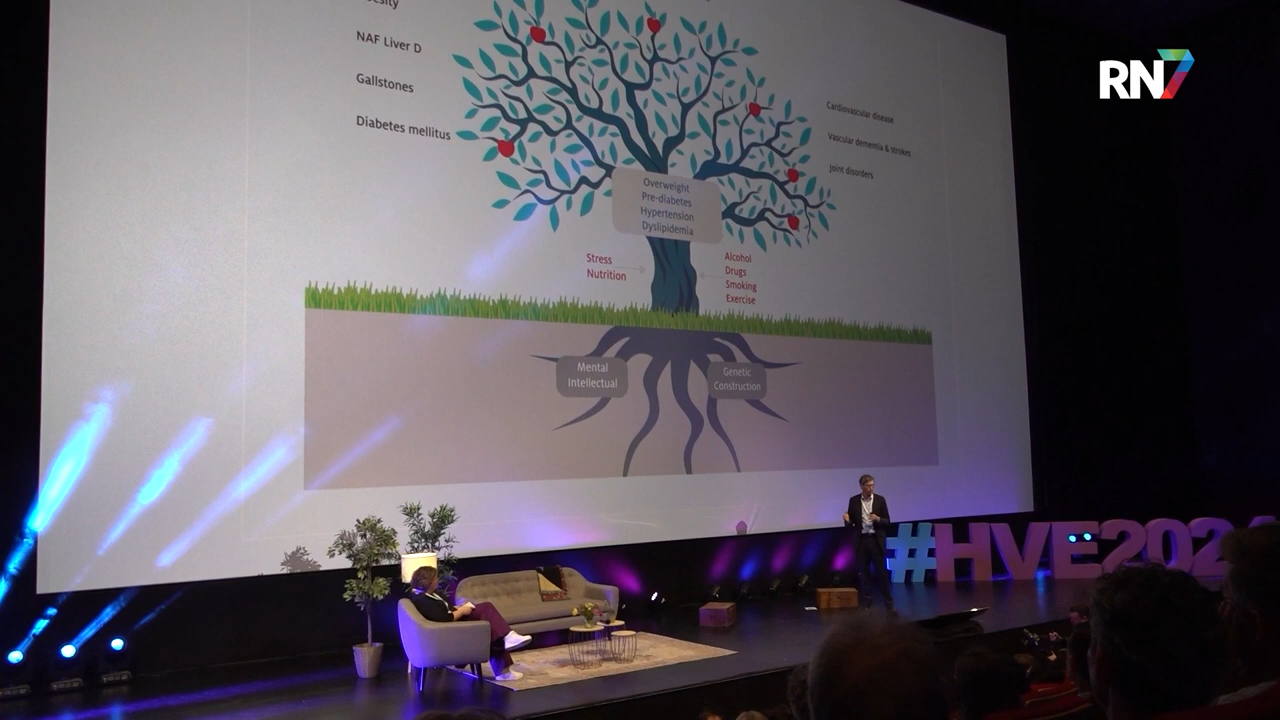 NAF Liver D
Gallstones
Diabetes mellitus
Cardiovascular disease
Vascular dementia & strokes
Joint disorders
Overweight
Pre-diabetes
Hypertension
Dyslipidemia
Stress
Nutrition
Alcohol
Drugs
Smoking
Exercise
Mental
Intellectual
Genetic
Construction
RN7
#HVE202